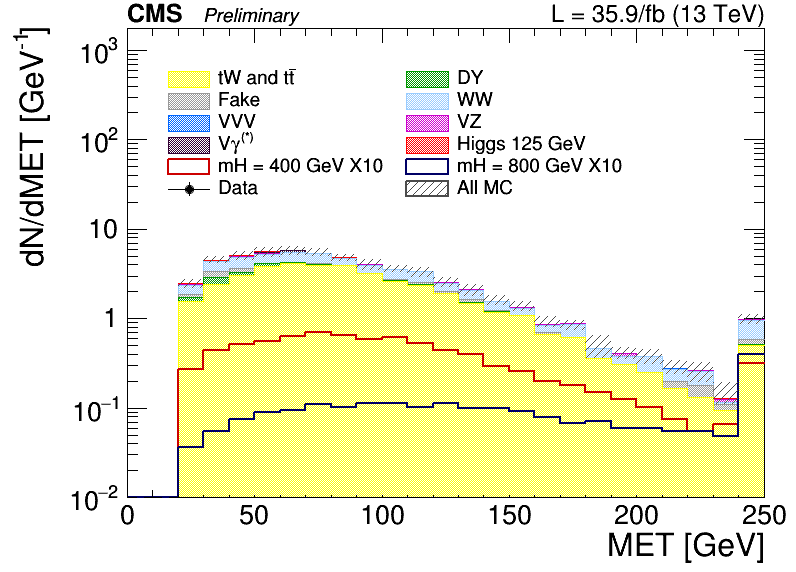 CMS Preliminary L = 35.9/fb (13 TeV)
dN/dMET [GeV⁻¹]
10³
10²
10
1
10⁻¹
10⁻²
tW and tt̄ DY
Fake WW
VVV VZ
Vγ⁽*⁾ Higgs 125 GeV
mH = 400 GeV X10 mH = 800 GeV X10
Data All MC
0 50 100 150 200 250
MET [GeV]